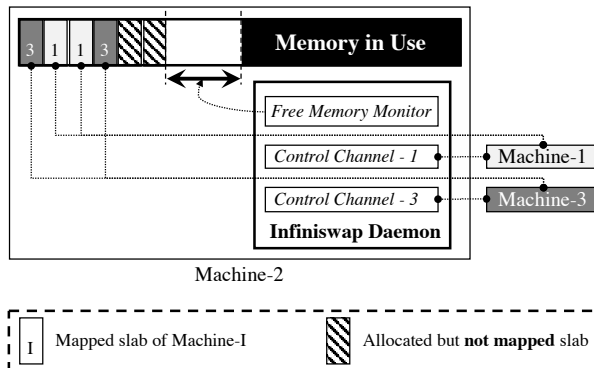 3 1 1 3 Memory in Use
Free Memory Monitor
Control Channel - 1 Machine-1
Control Channel - 3 Machine-3
Infiniswap Daemon
Machine-2
I Mapped slab of Machine-I Allocated but not mapped slab